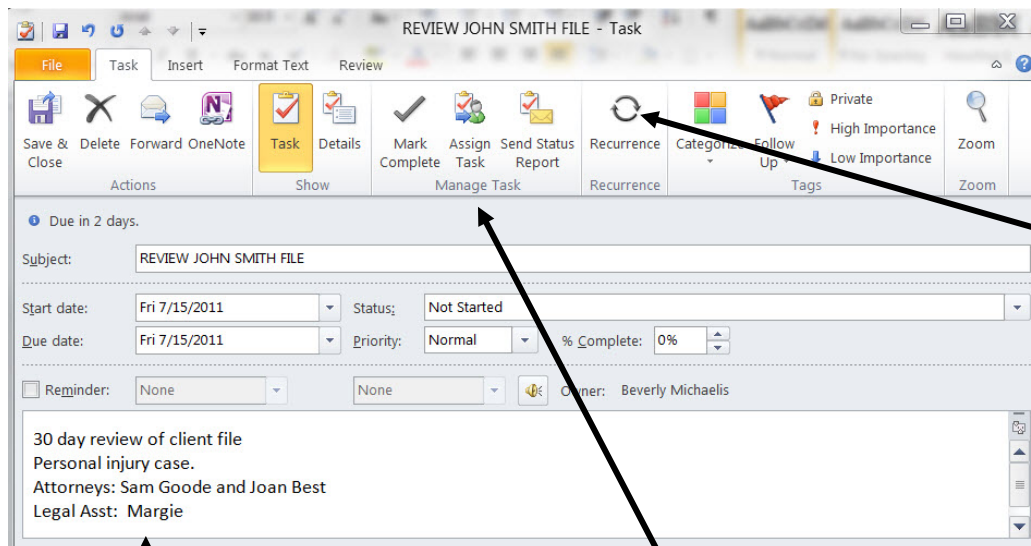 REVIEW JOHN SMITH FILE - Task
File Task Insert Format Text Review
Save & Close Delete Forward OneNote Task Details Mark Complete Assign Task Send Status Report Recurrence Categorize Follow Up Private High Importance Low Importance Zoom
Actions Show Manage Task Recurrence Tags Zoom
Due in 2 days.
Subject: REVIEW JOHN SMITH FILE
Start date: Fri 7/15/2011 Status: Not Started
Due date: Fri 7/15/2011 Priority: Normal % Complete: 0%
Reminder: None None Owner: Beverly Michaelis
30 day review of client file
Personal injury case.
Attorneys: Sam Goode and Joan Best
Legal Asst: Margie